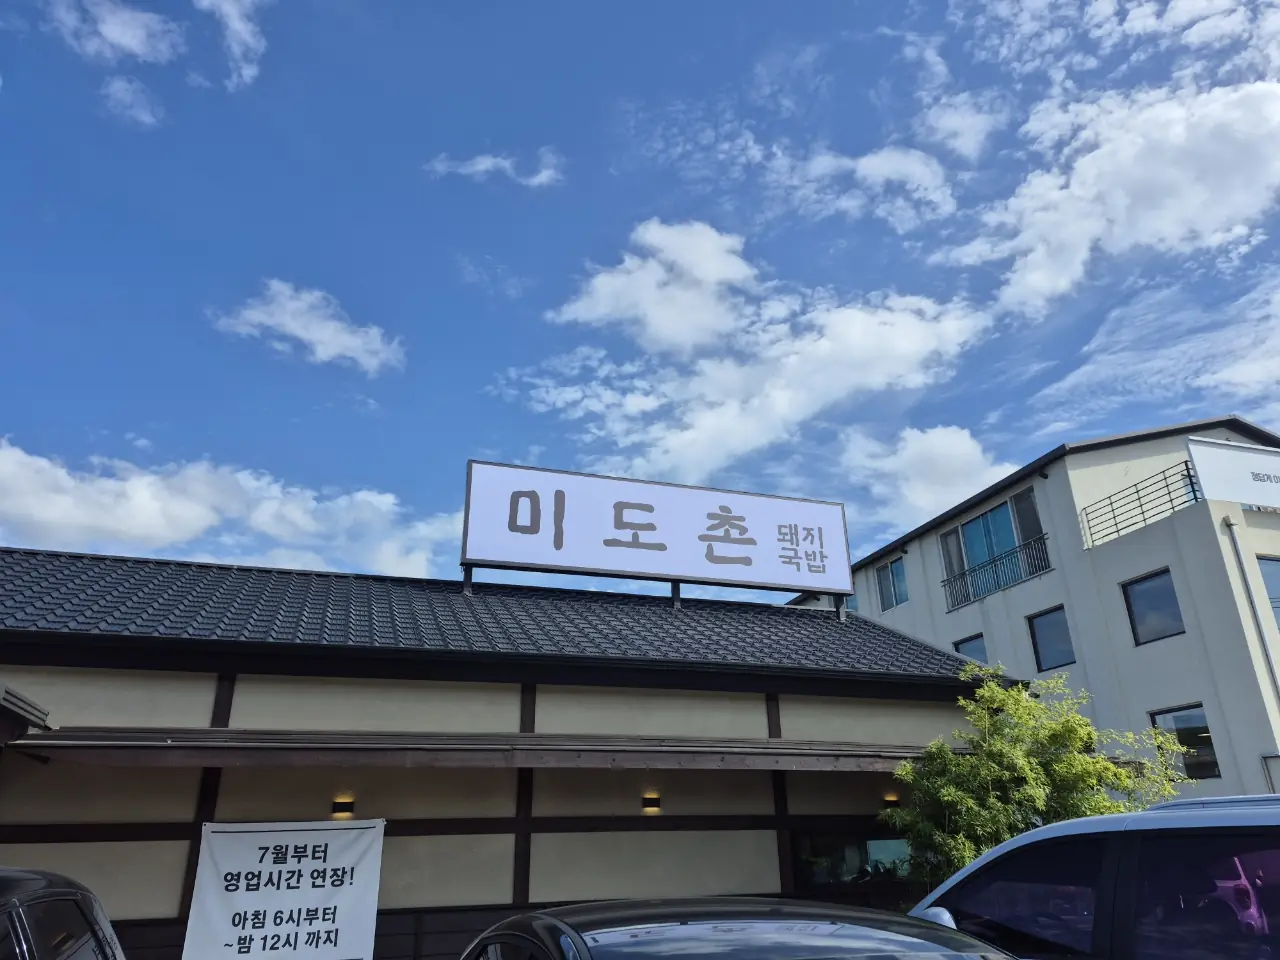 미도촌 돼지
국밥
7월부터
영업시간 연장!
아침 6시부터
~밤 12시 까지